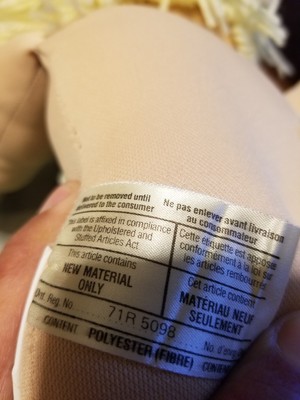 Not to be removed until
delivered to the consumer
This label is affixed in compliance
with the Upholstered and
Stuffed Articles Act
This article contains
NEW MATERIAL
ONLY
Ont. Reg. No.
71R 5098
CONTENT POLYESTER (FIBRE)
Ne pas enlever avant livraison
au consommateur
Cette étiquette est apposée
conformément à la loi sur
les articles rembourrés
Cet article contient
MATÉRIAU NEUF
SEULEMENT